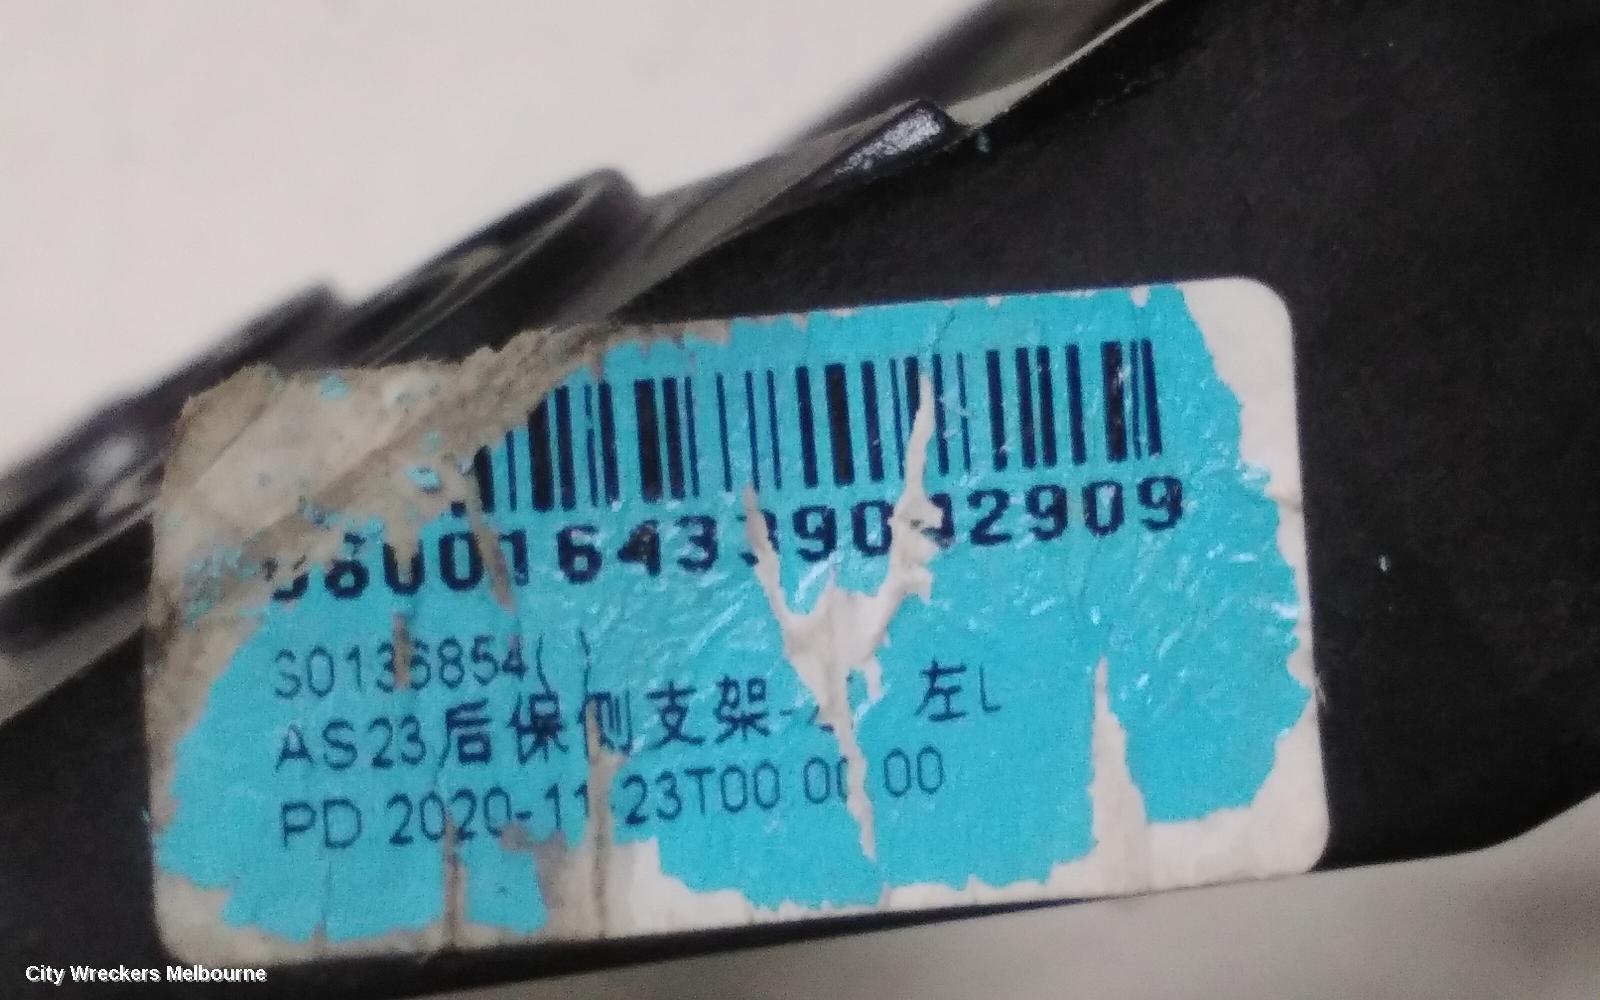 S0136854( )
AS23后保侧支架- 左L
PD 2020-11-23T00 00 00
City Wreckers Melbourne